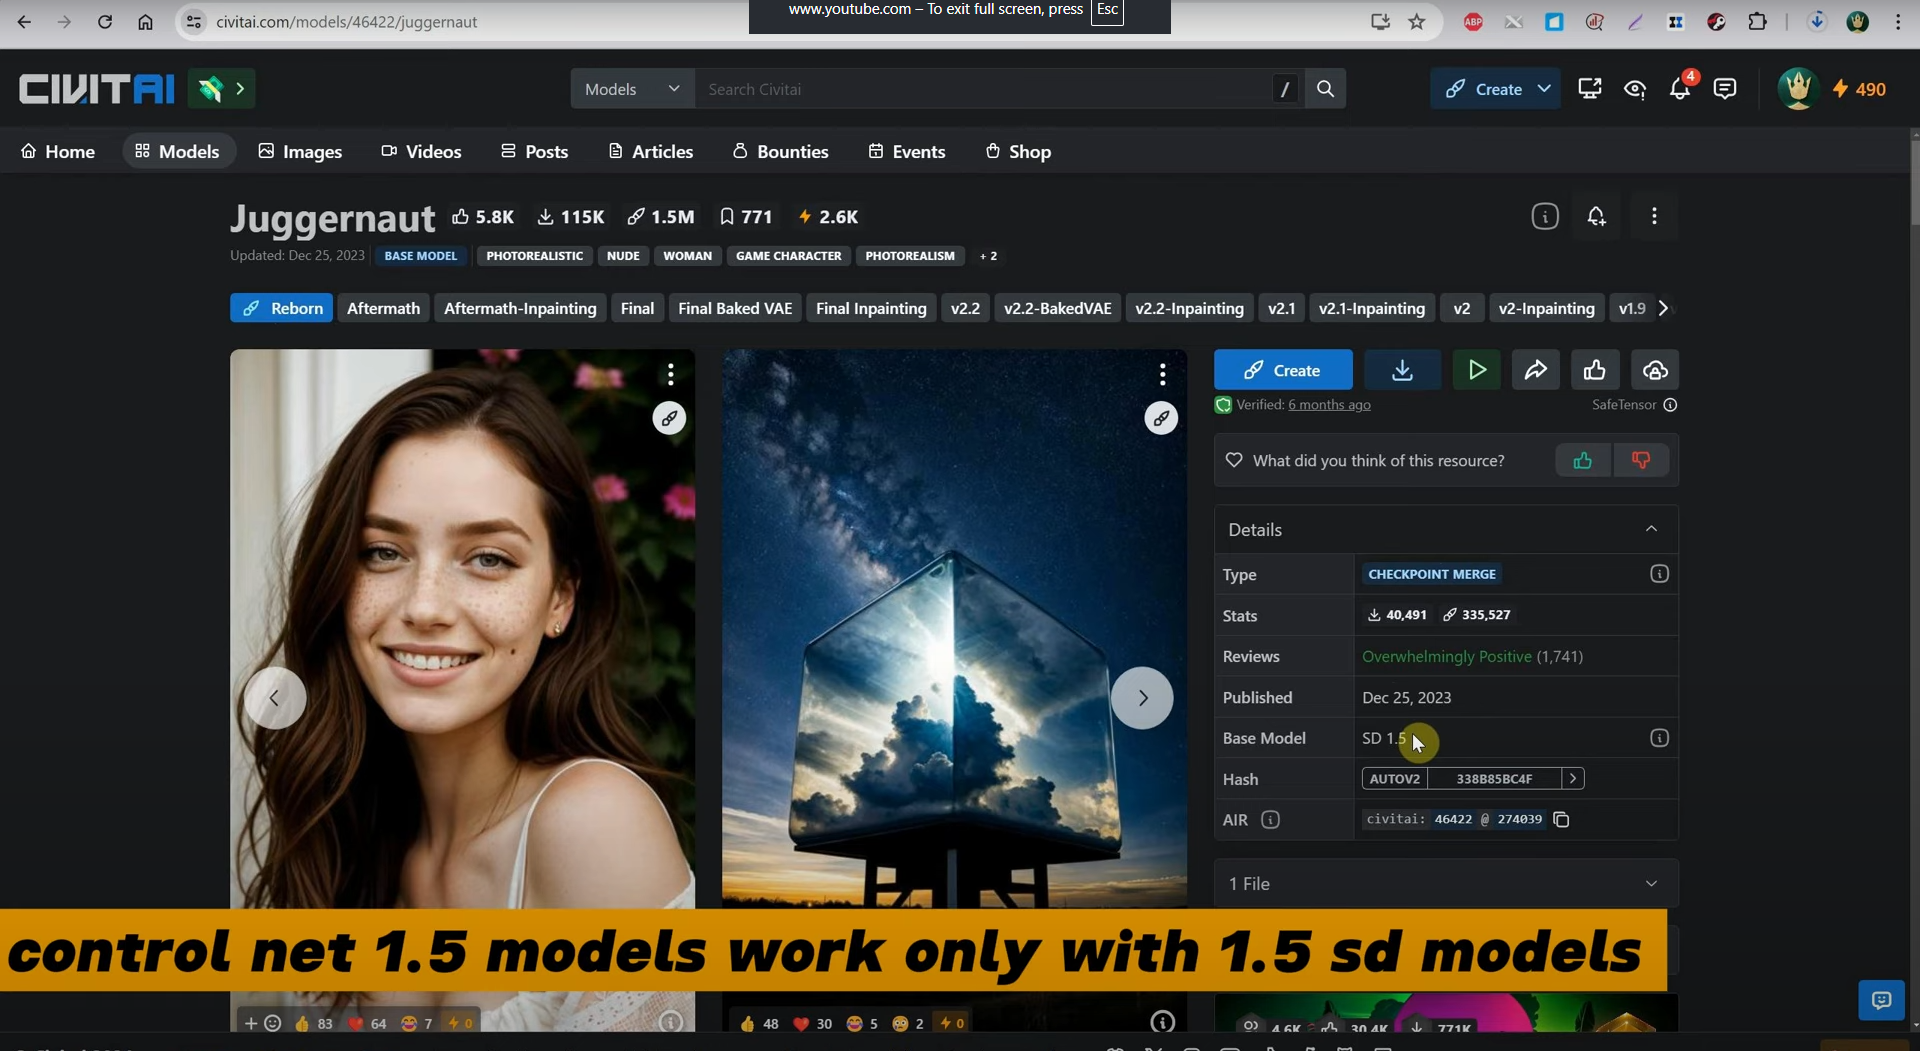 civitai.com/models/46422/juggernaut
www.youtube.com – To exit full screen, press Esc
ABP
CIVITAI
Models
Search Civitai
/
Create
4
490
Home
Models
Images
Videos
Posts
Articles
Bounties
Events
Shop
Juggernaut 5.8K 115K 1.5M 771 2.6K
Updated: Dec 25, 2023 BASE MODEL PHOTOREALISTIC NUDE WOMAN GAME CHARACTER PHOTOREALISM + 2
Reborn Aftermath Aftermath-Inpainting Final Final Baked VAE Final Inpainting v2.2 v2.2-BakedVAE v2.2-Inpainting v2.1 v2.1-Inpainting v2 v2-Inpainting v1.9
Create
Verified: 6 months ago
SafeTensor
What did you think of this resource?
Details
Type CHECKPOINT MERGE
Stats 40,491 335,527
Reviews Overwhelmingly Positive (1,741)
Published Dec 25, 2023
Base Model SD 1.5
Hash AUTOV2 338B85BC4F
AIR civitai: 46422 @ 274039
1 File
control net 1.5 models work only with 1.5 sd models
83 64 7 0
48 30 5 2 0
4.6K 30.4K 771K